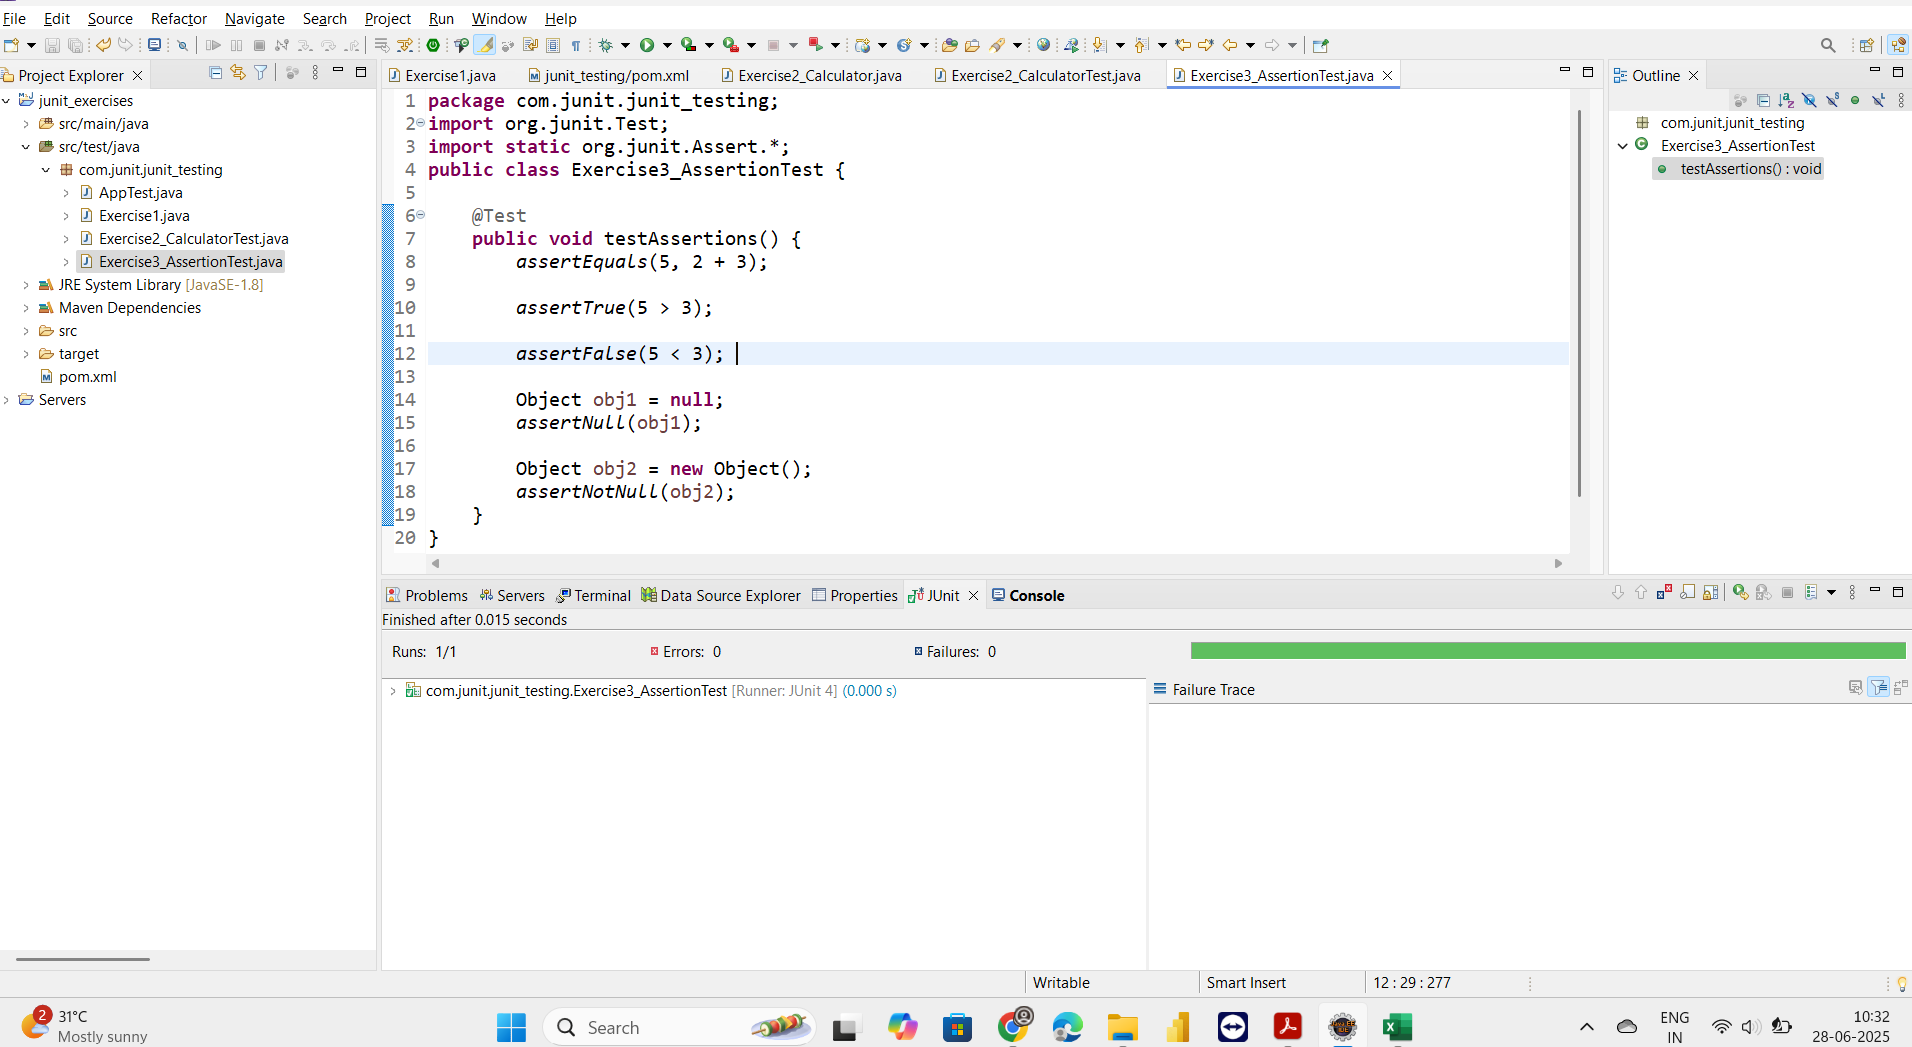 File Edit Source Refactor Navigate Search Project Run Window Help
Project Explorer
junit_exercises
src/main/java
src/test/java
com.junit.junit_testing
AppTest.java
Exercise1.java
Exercise2_CalculatorTest.java
Exercise3_AssertionTest.java
JRE System Library [JavaSE-1.8]
Maven Dependencies
src
target
pom.xml
Servers
Exercise1.java junit_testing/pom.xml Exercise2_Calculator.java Exercise2_CalculatorTest.java Exercise3_AssertionTest.java
1 package com.junit.junit_testing;
2 import org.junit.Test;
3 import static org.junit.Assert.*;
4 public class Exercise3_AssertionTest {
5
6 @Test
7 public void testAssertions() {
8 assertEquals(5, 2 + 3);
9
10 assertTrue(5 > 3);
11
12 assertFalse(5 < 3);
13
14 Object obj1 = null;
15 assertNull(obj1);
16
17 Object obj2 = new Object();
18 assertNotNull(obj2);
19 }
20 }
Outline
com.junit.junit_testing
Exercise3_AssertionTest
testAssertions() : void
Problems Servers Terminal Data Source Explorer Properties JUnit Console
Finished after 0.015 seconds
Runs: 1/1 Errors: 0 Failures: 0
com.junit.junit_testing.Exercise3_AssertionTest [Runner: JUnit 4] (0.000 s)
Failure Trace
Writable Smart Insert 12 : 29 : 277
2
31°C
Mostly sunny
Search
ENG
IN
10:32
28-06-2025